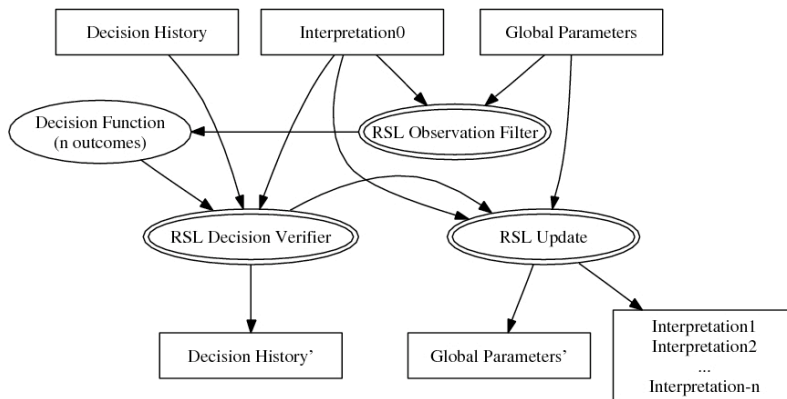 Decision History
Interpretation0
Global Parameters
Decision Function
(n outcomes)
RSL Observation Filter
RSL Decision Verifier
RSL Update
Decision History’
Global Parameters’
Interpretation1
Interpretation2
...
Interpretation-n